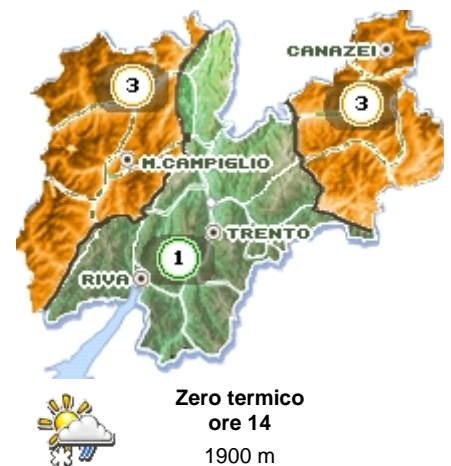 CANAZEI
3
3
M.CAMPIGLIO
TRENTO
1
RIVA
Zero termico
ore 14
1900 m